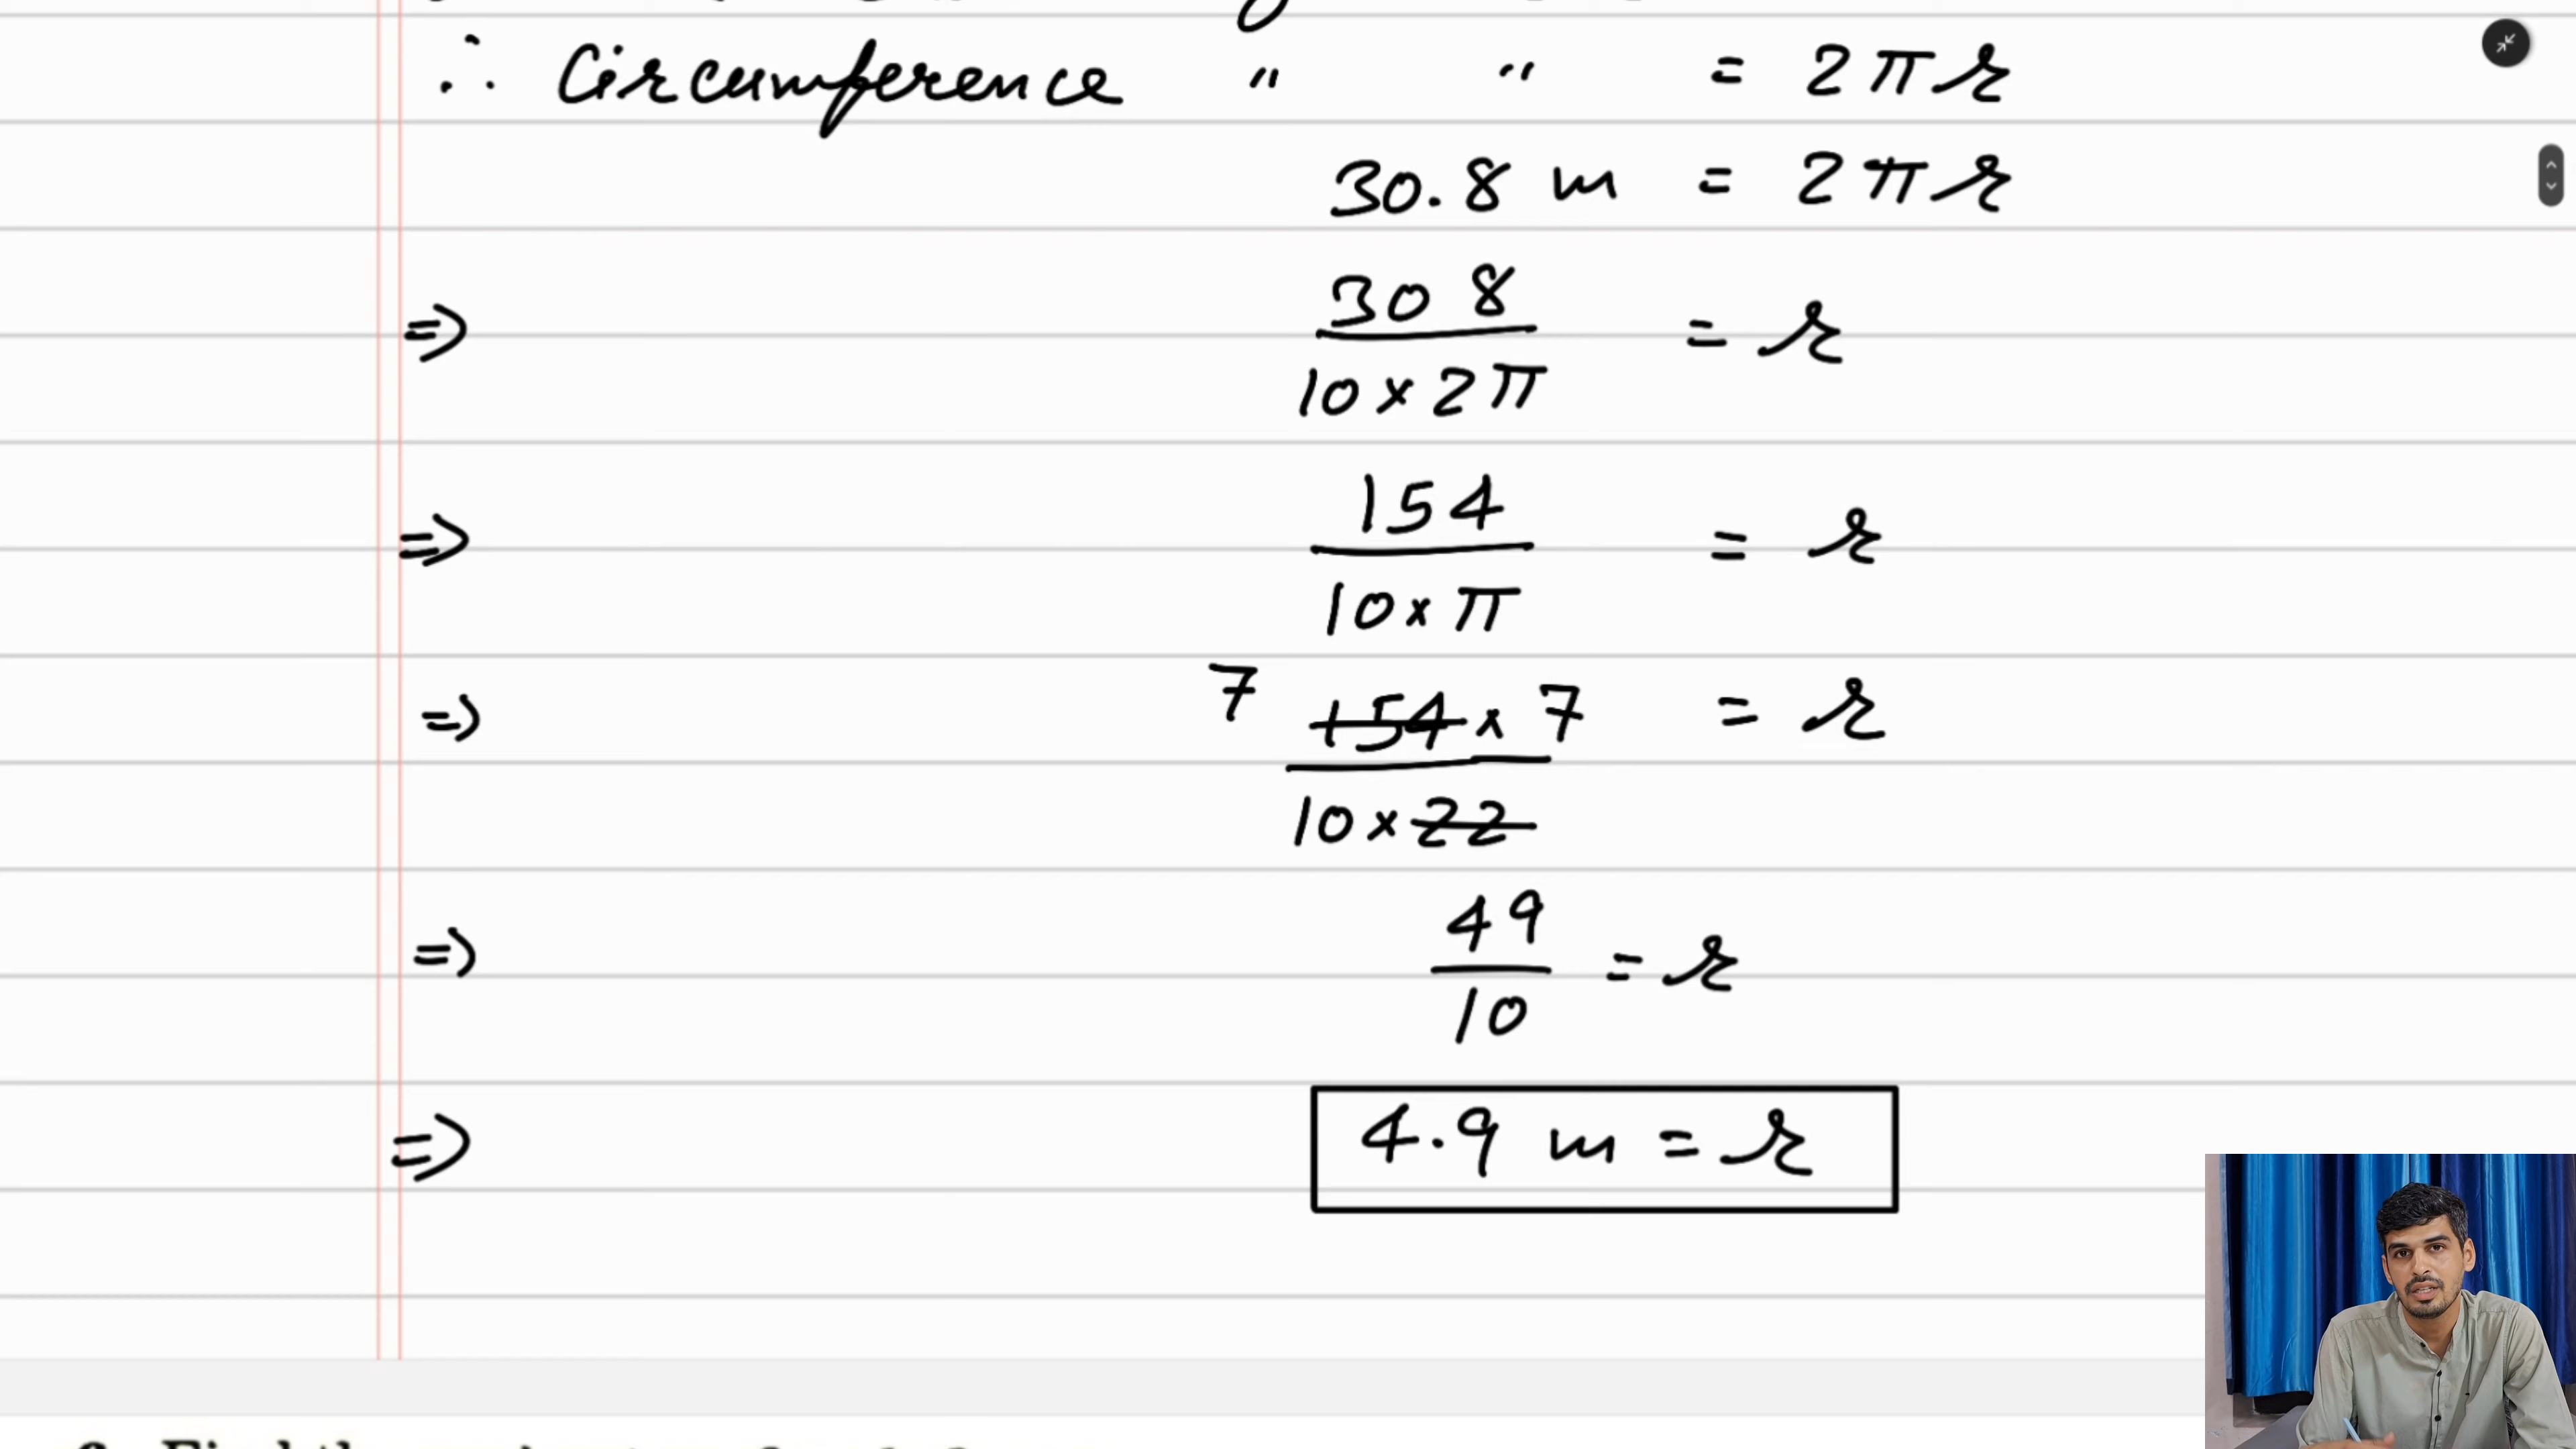 ∴ Circumference " " = 2πr
30.8 m = 2πr
=> 308 / 10×2π = r
=> 154 / 10×π = r
=> 7 154×7 / 10×22 = r
=> 49 / 10 = r
=> 4.9 m = r